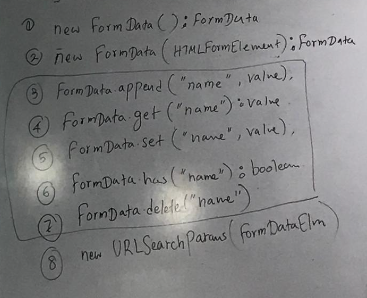 ① new FormData() : FormData
② new FormData(HTMLFormElement) : FormData
③ FormData.append("name", value),
④ FormData.get("name") : value
⑤ FormData.set("name", value),
⑥ formData.has("name") : boolean
⑦ formData.delete("name")
⑧ new URLSearchParams(formDataElm)